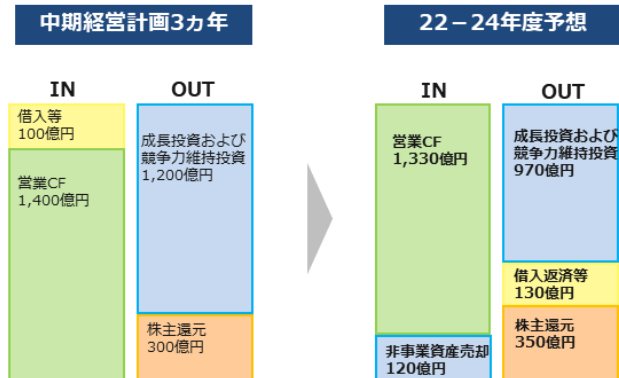 中期経営計画3ヵ年
IN
OUT
借入等
100億円
営業CF
1,400億円
成長投資および
競争力維持投資
1,200億円
株主還元
300億円
22－24年度予想
IN
OUT
営業CF
1,330億円
非事業資産売却
120億円
成長投資および
競争力維持投資
970億円
借入返済等
130億円
株主還元
350億円